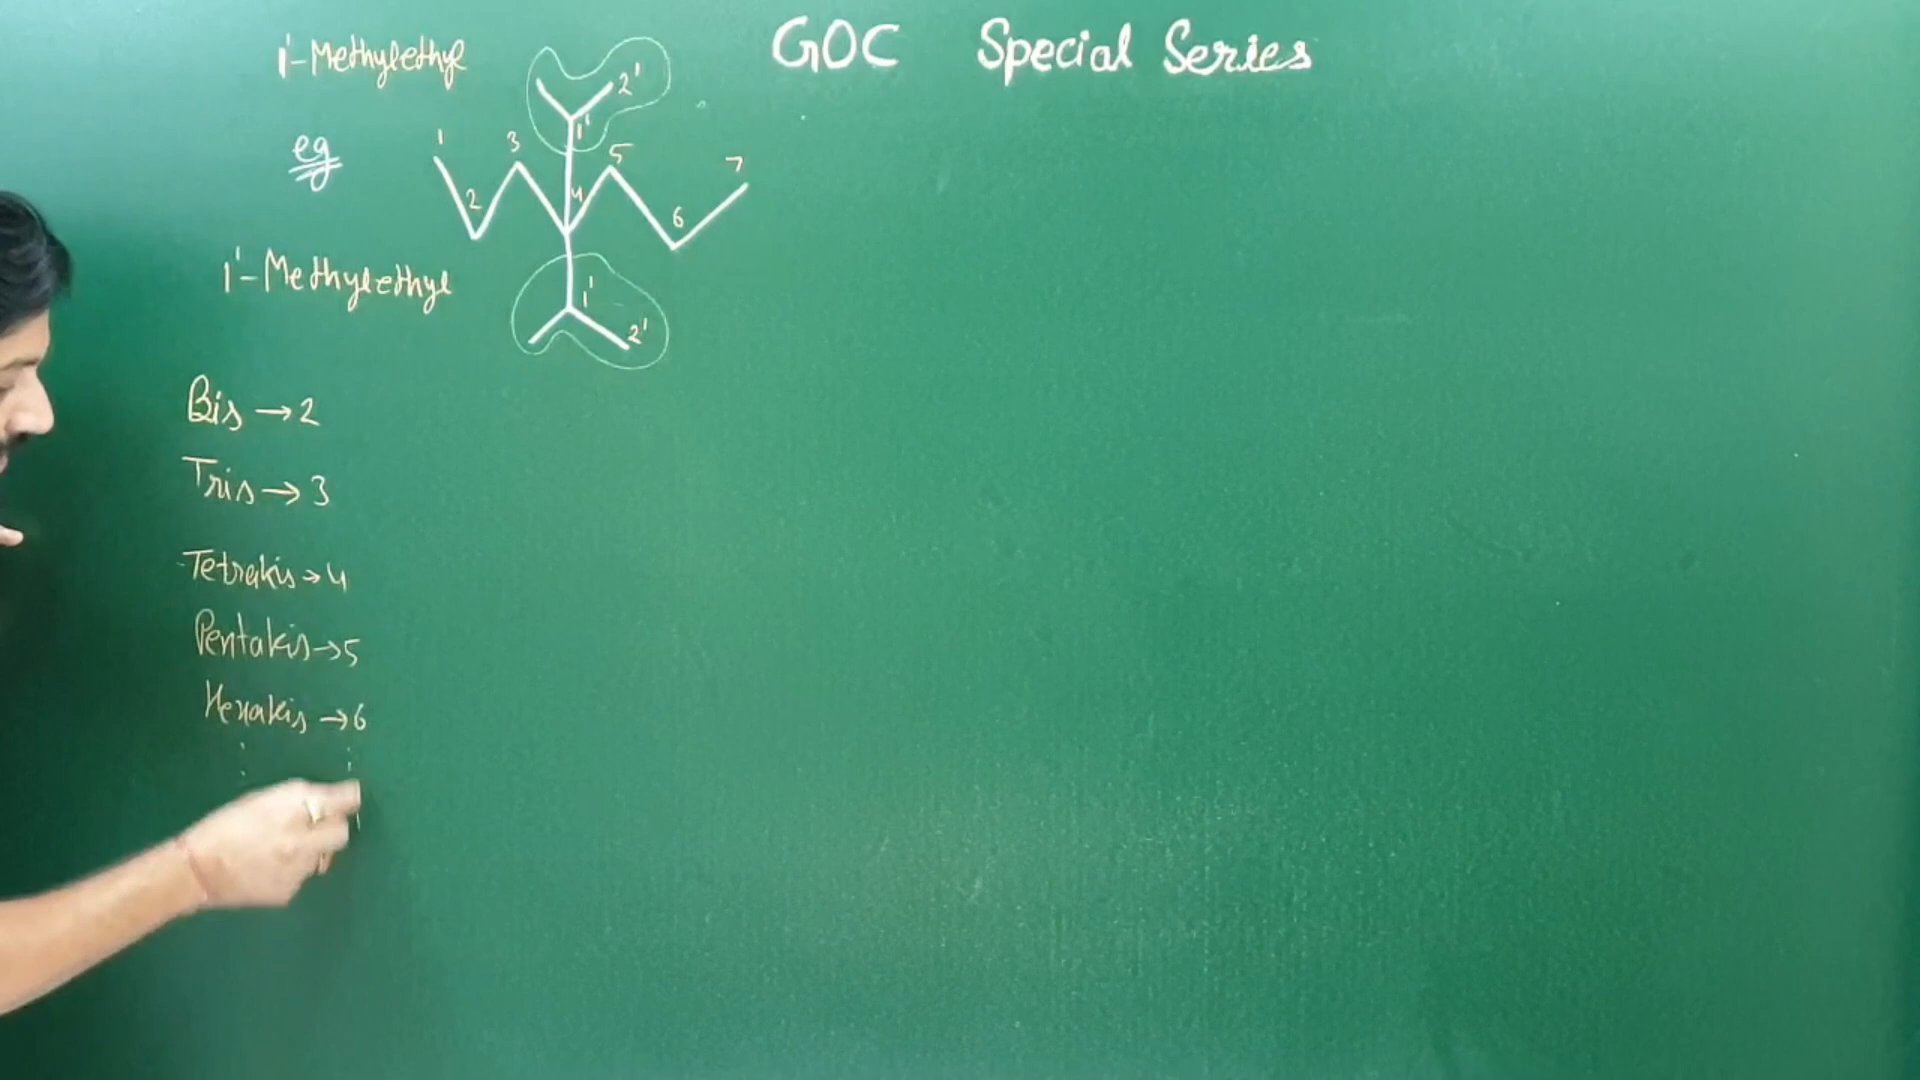 GOC Special Series
1'-Methylethyl
2'
1'
eg
1
2
3
4
5
6
7
1'-Methylethyl
1'
2'
Bis → 2
Tris → 3
Tetrakis → 4
Pentakis → 5
Hexakis → 6